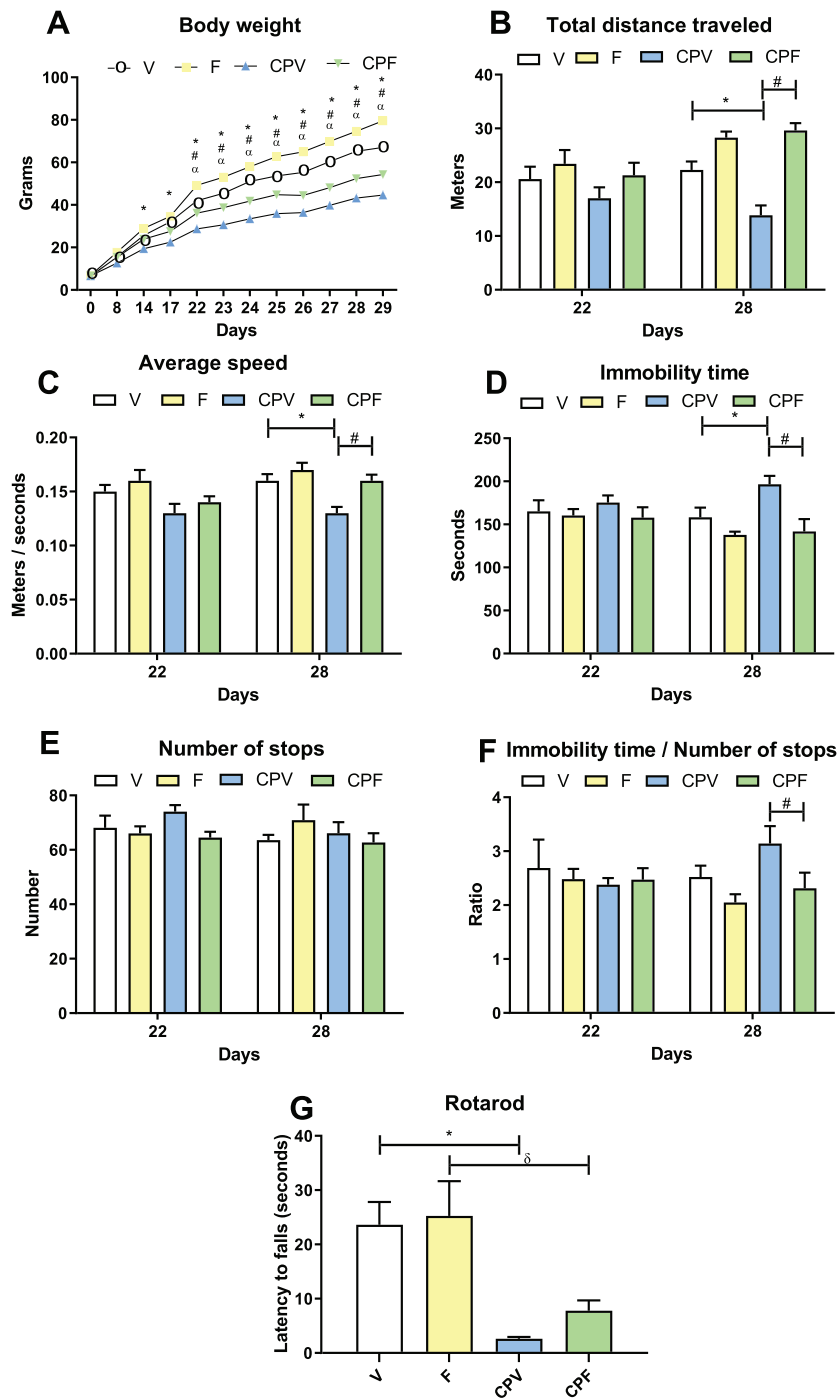 A Body weight
V F CPV CPF
100
80
60
40
20
0
Grams
* * * * * * * * * *
# # # # # # # #
α α α α α α α α
0 8 14 17 22 23 24 25 26 27 28 29
Days
B Total distance traveled
V F CPV CPF
40
30
20
10
0
Meters
* #
22 28
Days
C Average speed
V F CPV CPF
0.20
0.15
0.10
0.05
0.00
Meters / seconds
* #
22 28
Days
D Immobility time
V F CPV CPF
250
200
150
100
50
0
Seconds
* #
22 28
Days
E Number of stops
V F CPV CPF
80
60
40
20
0
Number
22 28
Days
F Immobility time / Number of stops
V F CPV CPF
4
3
2
1
0
Ratio
#
22 28
Days
G Rotarod
40
30
20
10
0
Latency to falls (seconds)
*
δ
V F CPV CPF